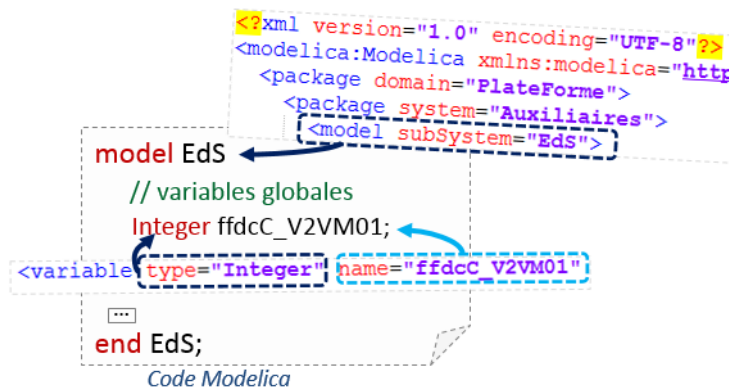 <?xml version="1.0" encoding="UTF-8"?>
<modelica:Modelica xmlns:modelica="http
<package domain="PlateForme">
<package system="Auxiliaires">
<model subSystem="EdS">
model EdS
// variables globales
Integer ffdcC_V2VM01;
<variable type="Integer" name="ffdcC_V2VM01"
...
end EdS;
Code Modelica